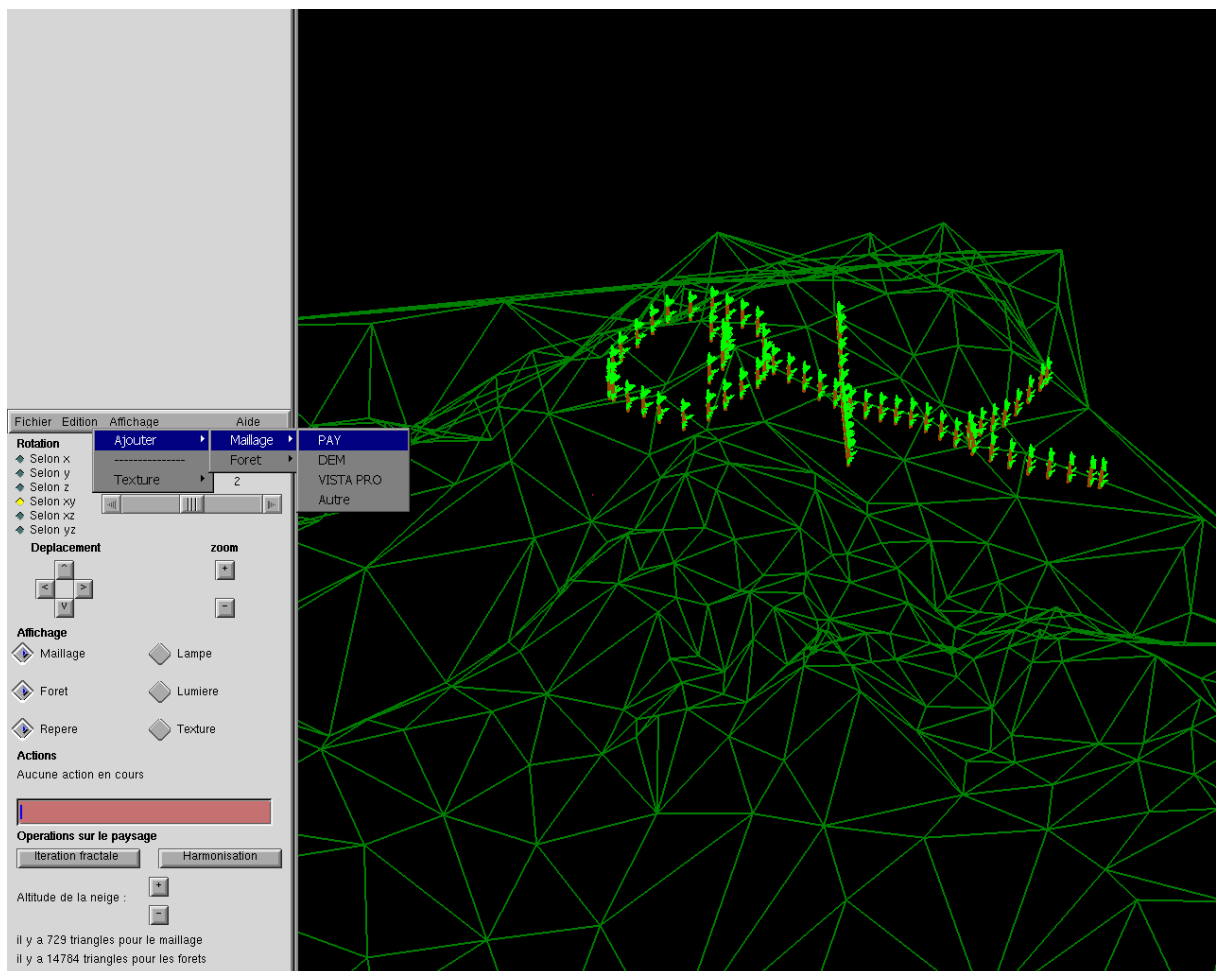 Fichier Edition Affichage Aide
Rotation
Selon x
Selon y
Selon z
Selon xy
Selon xz
Selon yz
Ajouter
---------------
Texture
Maillage
Foret
PAY
DEM
VISTA PRO
Autre
2
Deplacement
zoom
^
+
< >
V
-
Affichage
Maillage Lampe
Foret Lumiere
Repere Texture
Actions
Aucune action en cours
Operations sur le paysage
Iteration fractale Harmonisation
+
Altitude de la neige :
-
il y a 729 triangles pour le maillage
il y a 14784 triangles pour les forets